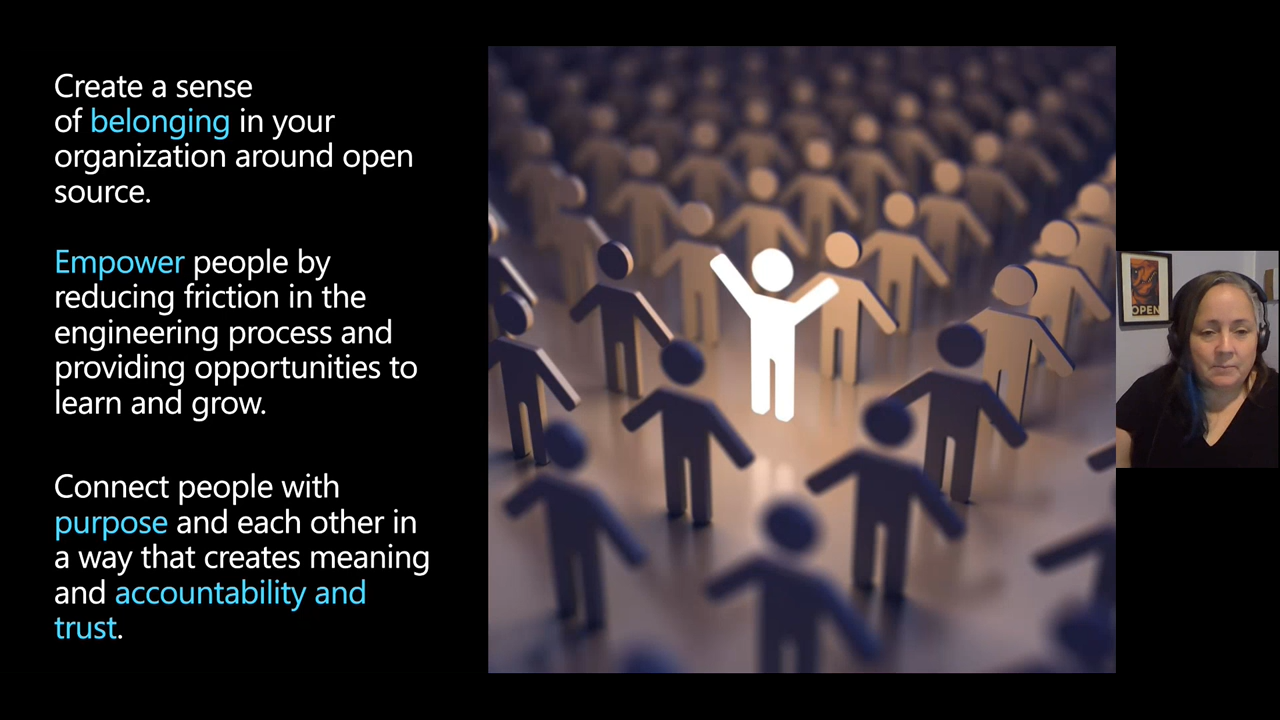 Create a sense
of belonging in your
organization around open
source.
Empower people by
reducing friction in the
engineering process and
providing opportunities to
learn and grow.
Connect people with
purpose and each other in
a way that creates meaning
and accountability and
trust.
OPEN